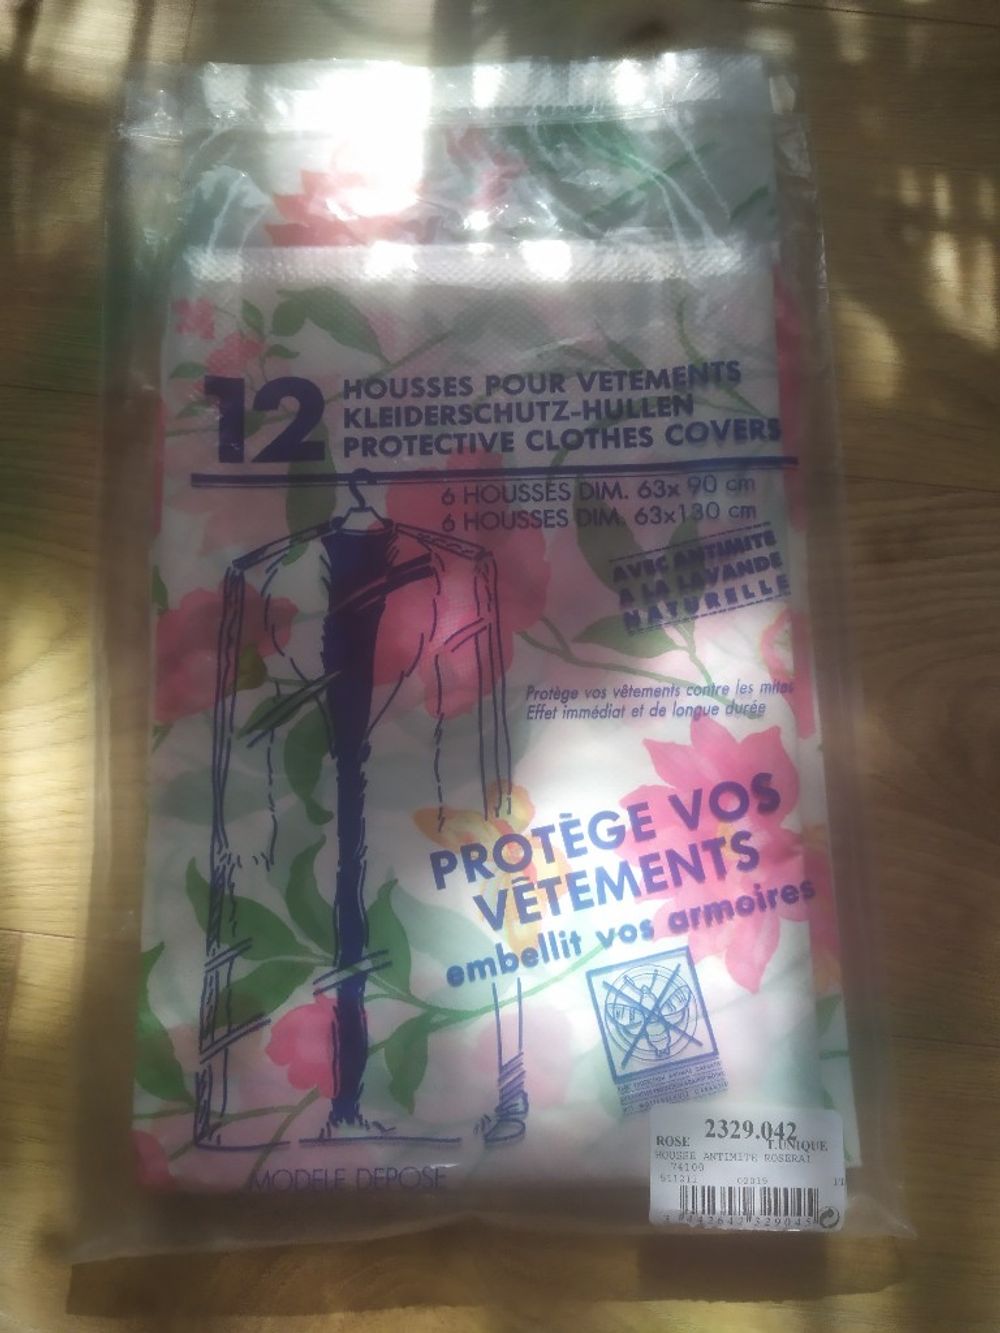 12
HOUSSES POUR VETEMENTS
KLEIDERSCHUTZ-HULLEN
PROTECTIVE CLOTHES COVERS
6 HOUSSES DIM. 63x 90 cm
6 HOUSSES DIM. 63x130 cm
AVEC ANTIMITE
A LA LAVANDE
NATURELLE
Protège vos vêtements contre les mites
Effet immédiat et de longue durée
PROTÈGE VOS
VÊTEMENTS
embellit vos armoires
MODELE DEPOSE
2329.042
ROSE T.UNIQUE
HOUSSE ANTIMITE ROSERAI
74100